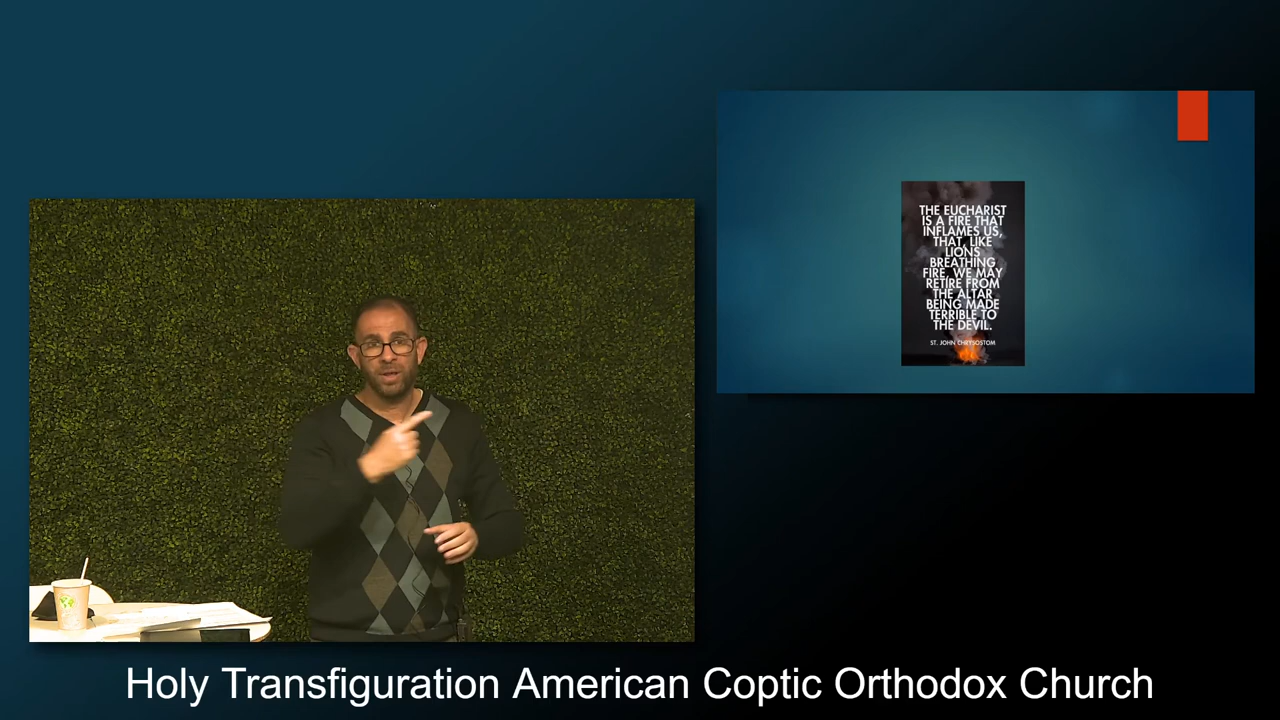 THE EUCHARIST
IS A FIRE THAT
INFLAMES US,
THAT, LIKE
LIONS
BREATHING
FIRE, WE MAY
RETIRE FROM
THE ALTAR
BEING MADE
TERRIBLE TO
THE DEVIL.
ST. JOHN CHRYSOSTOM
Holy Transfiguration American Coptic Orthodox Church